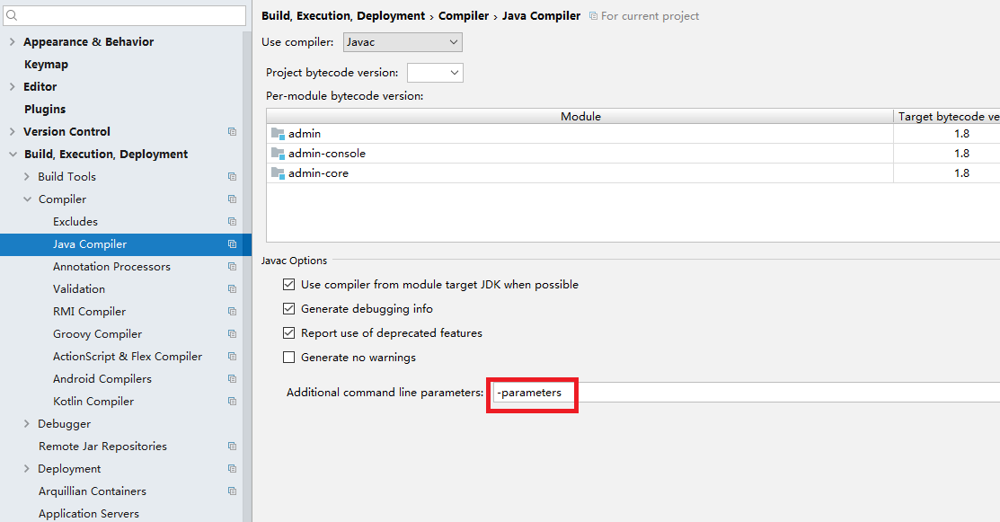 Appearance & Behavior
Keymap
Editor
Plugins
Version Control
Build, Execution, Deployment
Build Tools
Compiler
Excludes
Java Compiler
Annotation Processors
Validation
RMI Compiler
Groovy Compiler
ActionScript & Flex Compiler
Android Compilers
Kotlin Compiler
Debugger
Remote Jar Repositories
Deployment
Arquillian Containers
Application Servers
Build, Execution, Deployment › Compiler › Java Compiler For current project
Use compiler: Javac
Project bytecode version:
Per-module bytecode version:
Module Target bytecode ve
admin 1.8
admin-console 1.8
admin-core 1.8
Javac Options
Use compiler from module target JDK when possible
Generate debugging info
Report use of deprecated features
Generate no warnings
Additional command line parameters: -parameters